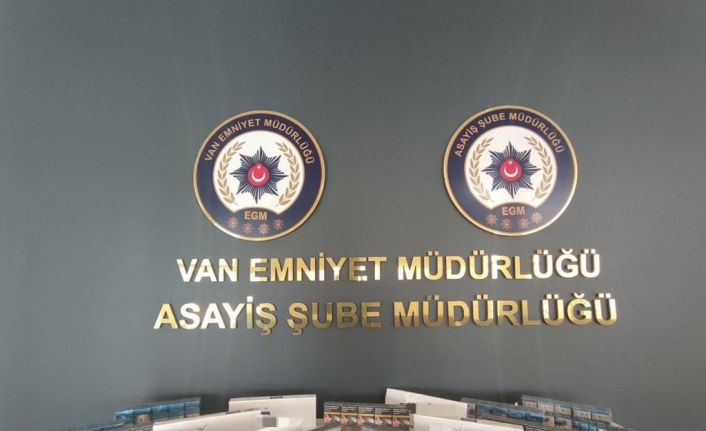 VAN EMNİYET MÜDÜRLÜĞÜ
EGM
ASAYİŞ ŞUBE MÜDÜRLÜĞÜ
EGM
VAN EMNİYET MÜDÜRLÜĞÜ
ASAYİŞ ŞUBE MÜDÜRLÜĞÜ